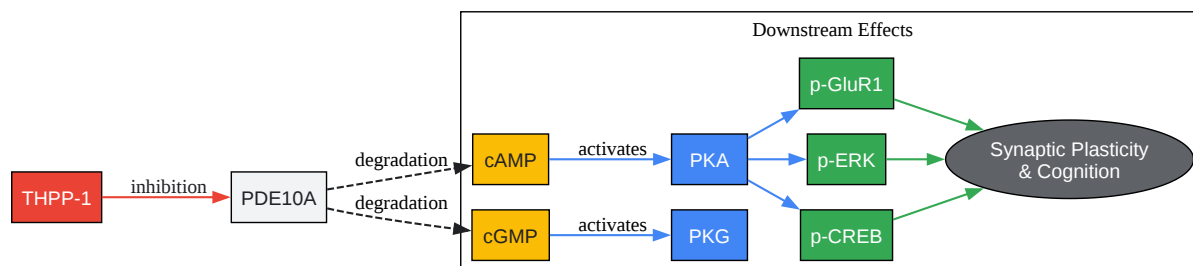 Downstream Effects
THPP-1
inhibition
PDE10A
degradation
degradation
cAMP
activates
PKA
cGMP
activates
PKG
p-GluR1
p-ERK
p-CREB
Synaptic Plasticity
& Cognition